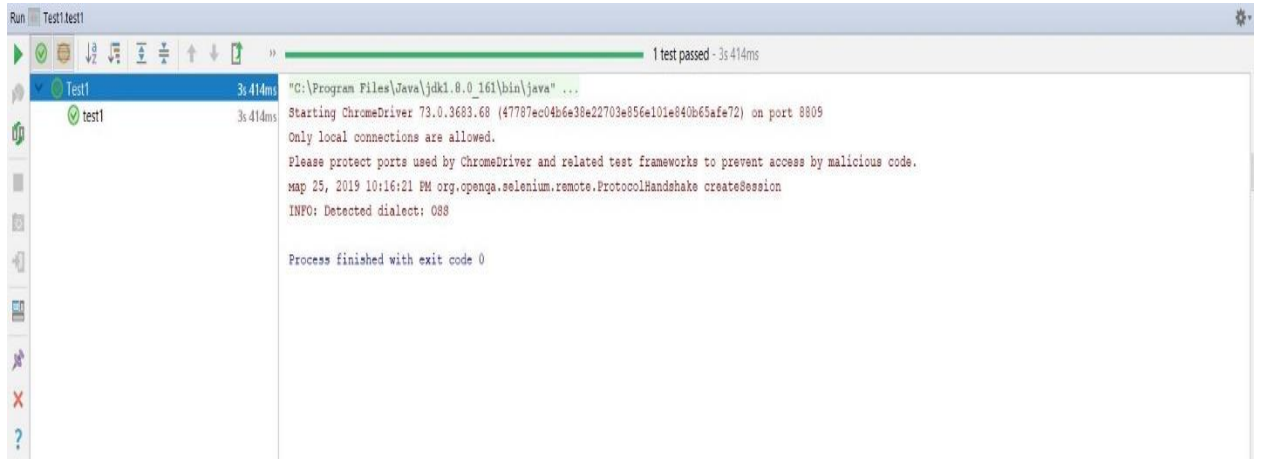 Run Test1.test1
1 test passed - 3s 414ms
Test1 3s 414ms
test1 3s 414ms
"C:\Program Files\Java\jdk1.8.0_161\bin\java" ...
Starting ChromeDriver 73.0.3683.68 (47787ec04b6e38e22703e856e101e840b65afe72) on port 8809
Only local connections are allowed.
Please protect ports used by ChromeDriver and related test frameworks to prevent access by malicious code.
мар 25, 2019 10:16:21 PM org.openqa.selenium.remote.ProtocolHandshake createSession
INFO: Detected dialect: OSS
Process finished with exit code 0